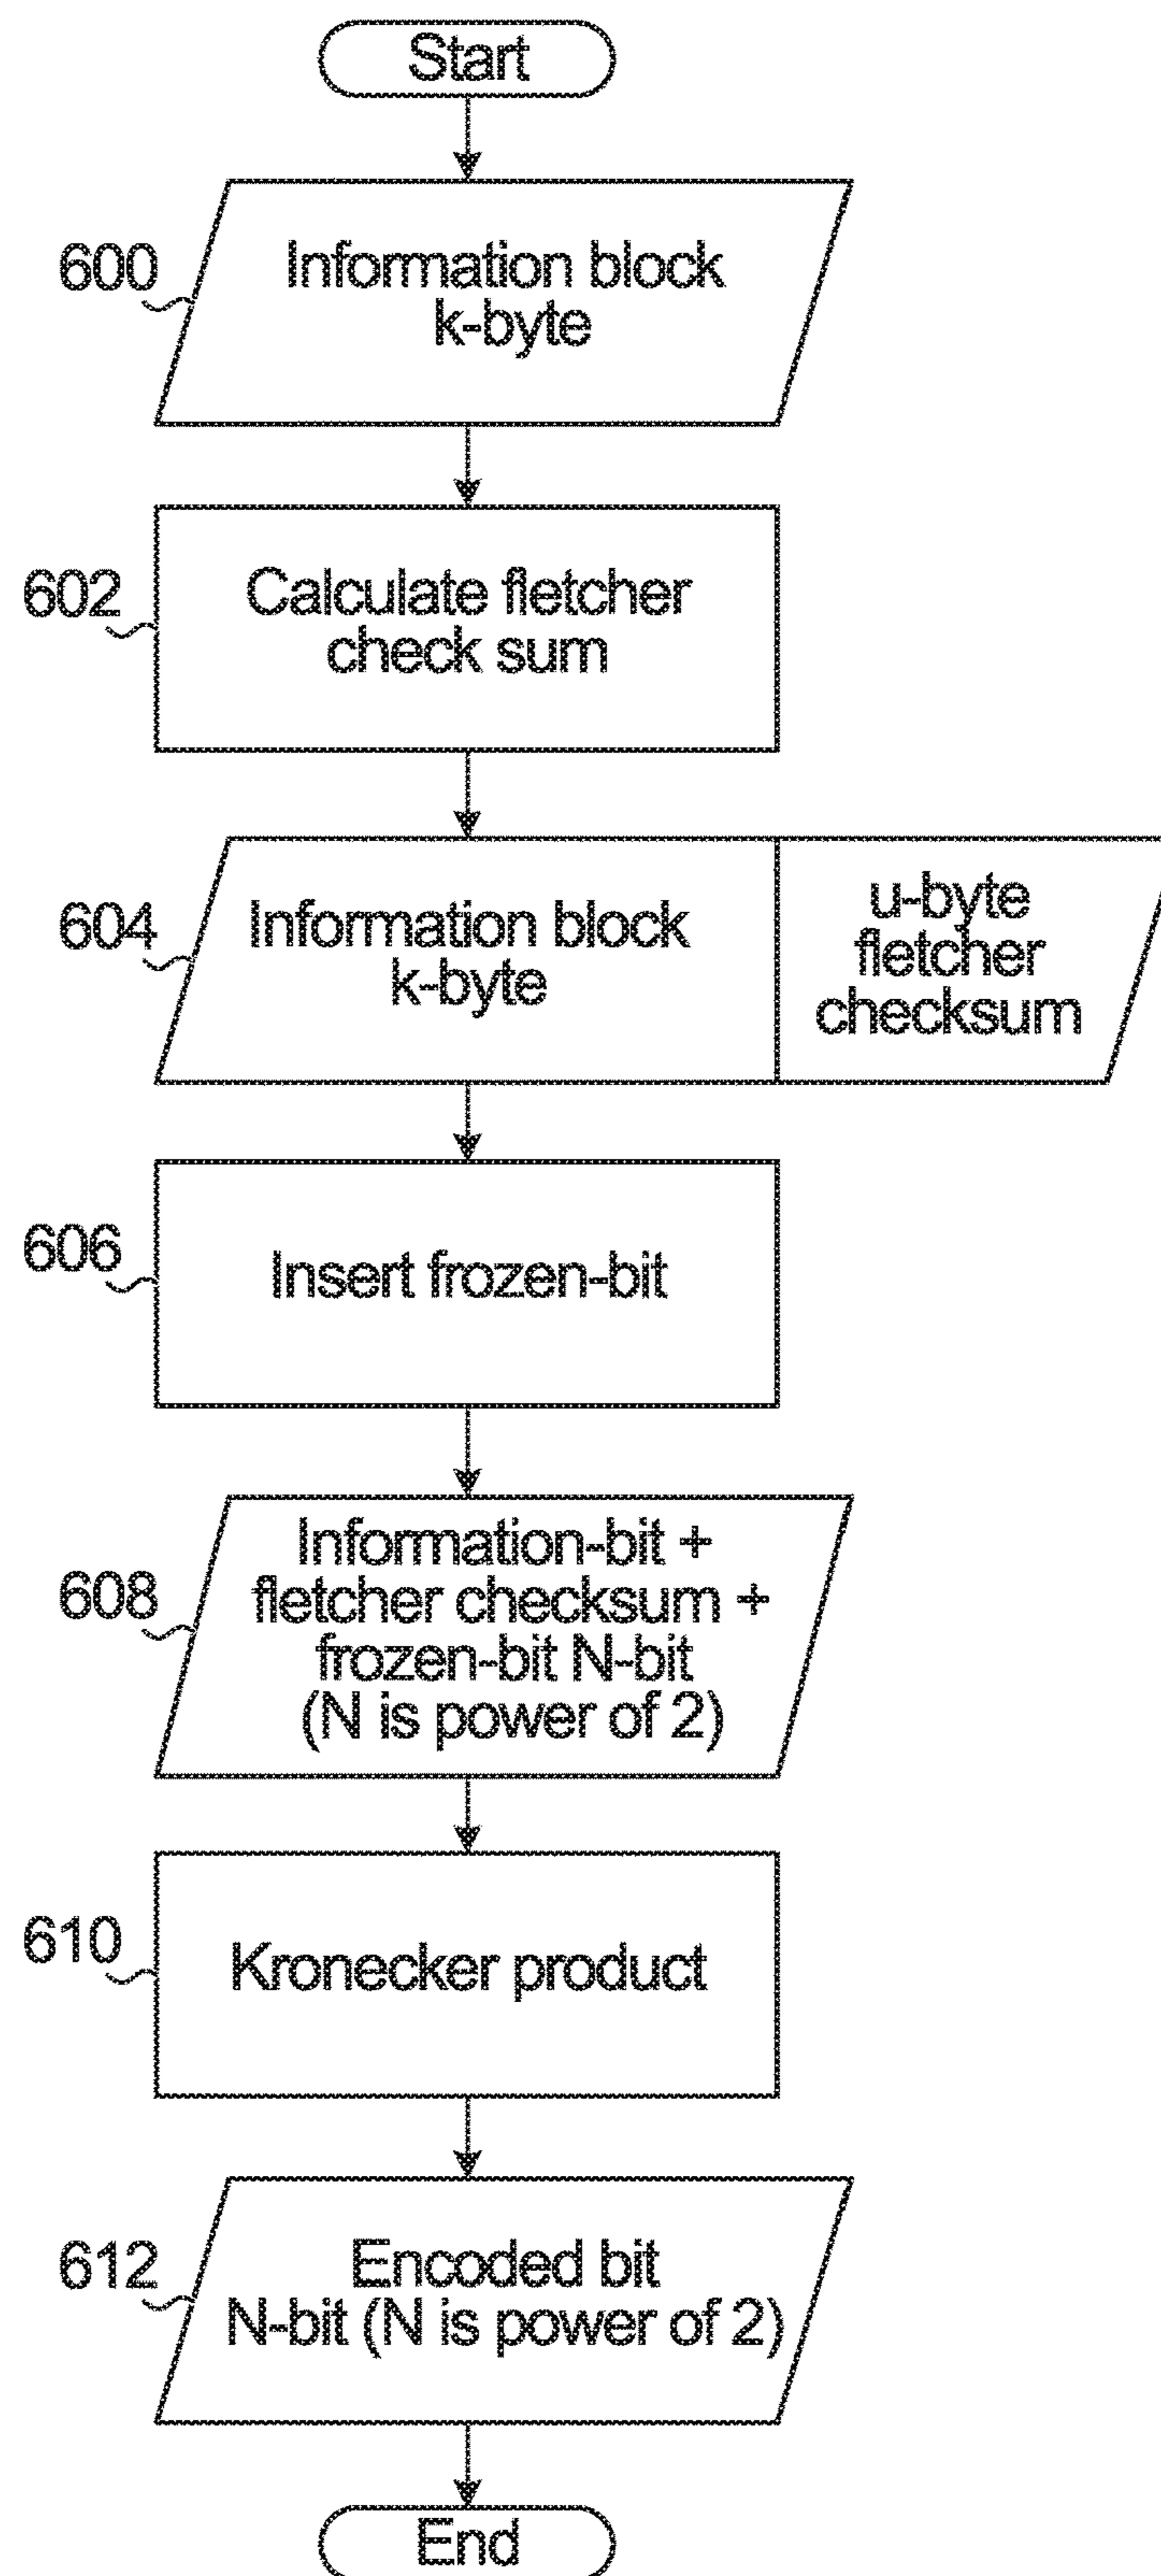 Start
600
Information block
k-byte
602
Calculate fletcher
check sum
604
Information block
k-byte
u-byte
fletcher
checksum
606
Insert frozen-bit
608
Information-bit +
fletcher checksum +
frozen-bit N-bit
(N is power of 2)
610
Kronecker product
612
Encoded bit
N-bit (N is power of 2)
End